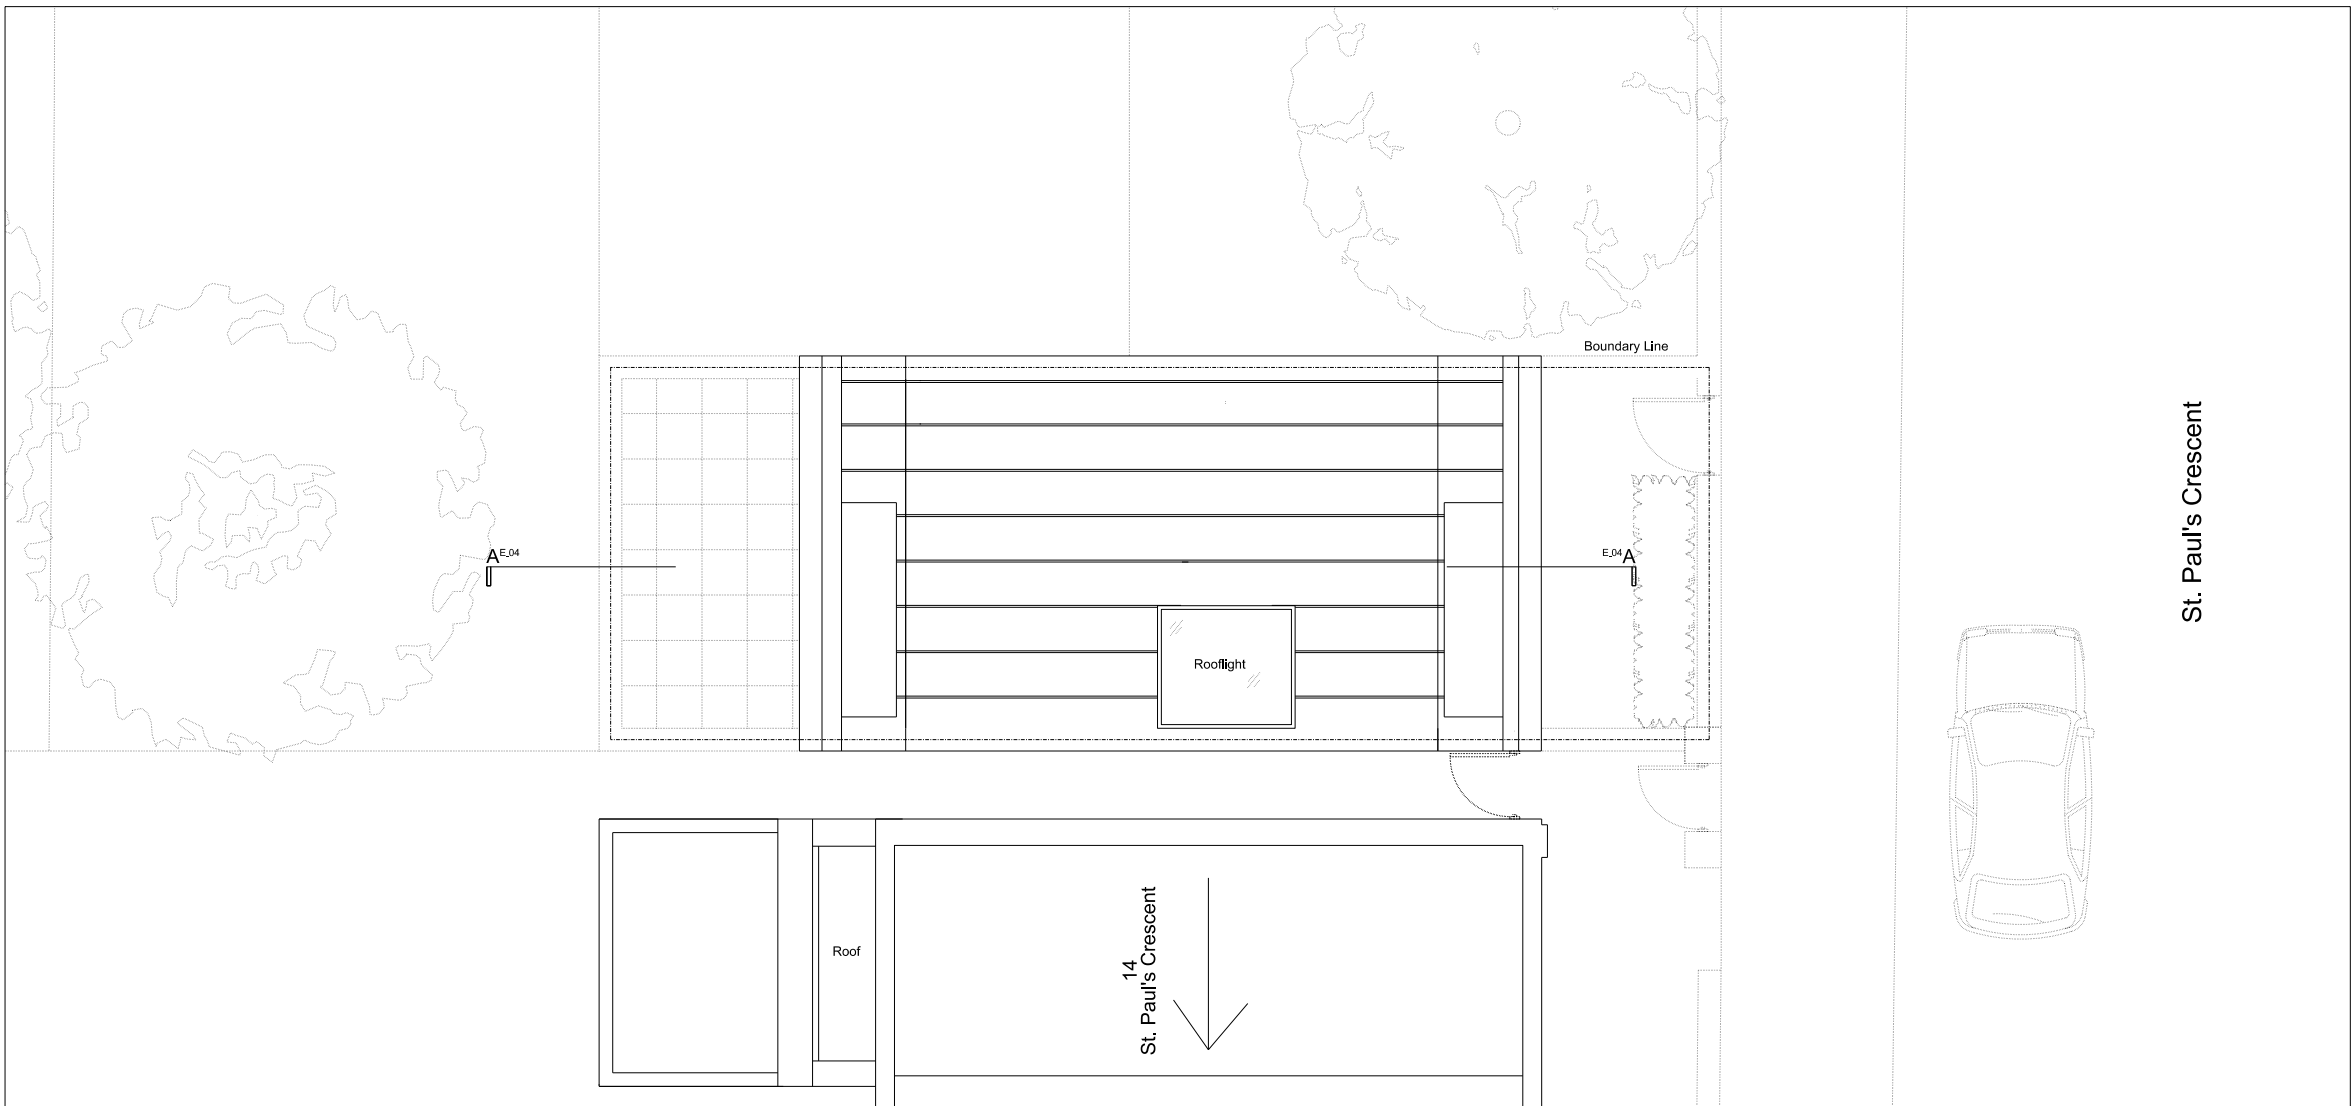 Boundary Line
St. Paul's Crescent
A E_04
E_04 A
Rooflight
14
St. Paul's Crescent
Roof